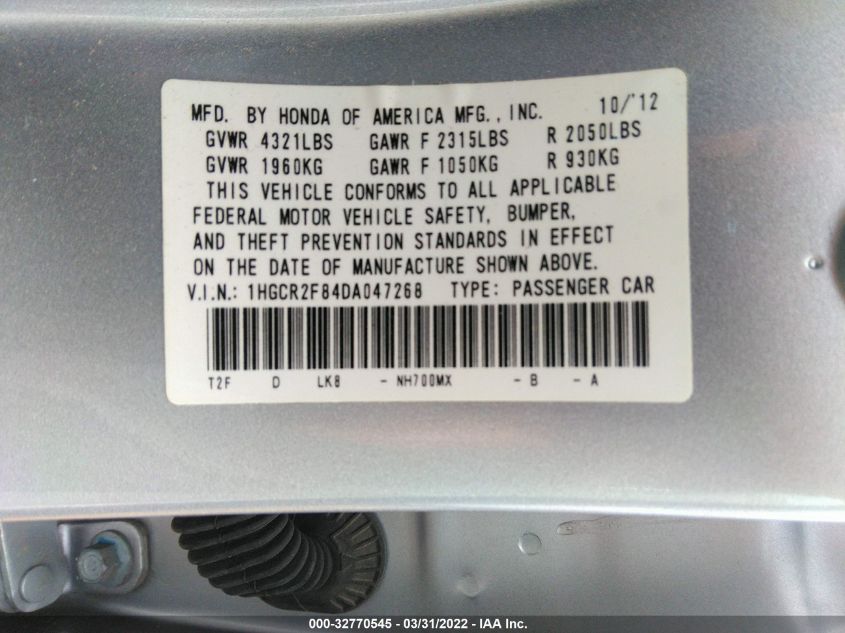 MFD. BY HONDA OF AMERICA MFG., INC. 10/'12
GVWR 4321LBS GAWR F 2315LBS R 2050LBS
GVWR 1960KG GAWR F 1050KG R 930KG
THIS VEHICLE CONFORMS TO ALL APPLICABLE
FEDERAL MOTOR VEHICLE SAFETY, BUMPER,
AND THEFT PREVENTION STANDARDS IN EFFECT
ON THE DATE OF MANUFACTURE SHOWN ABOVE.
V.I.N.: 1HGCR2F84DA047268 TYPE: PASSENGER CAR
T2F D LK8 - NH700MX - B - A
000-32770545 - 03/31/2022 - IAA Inc.